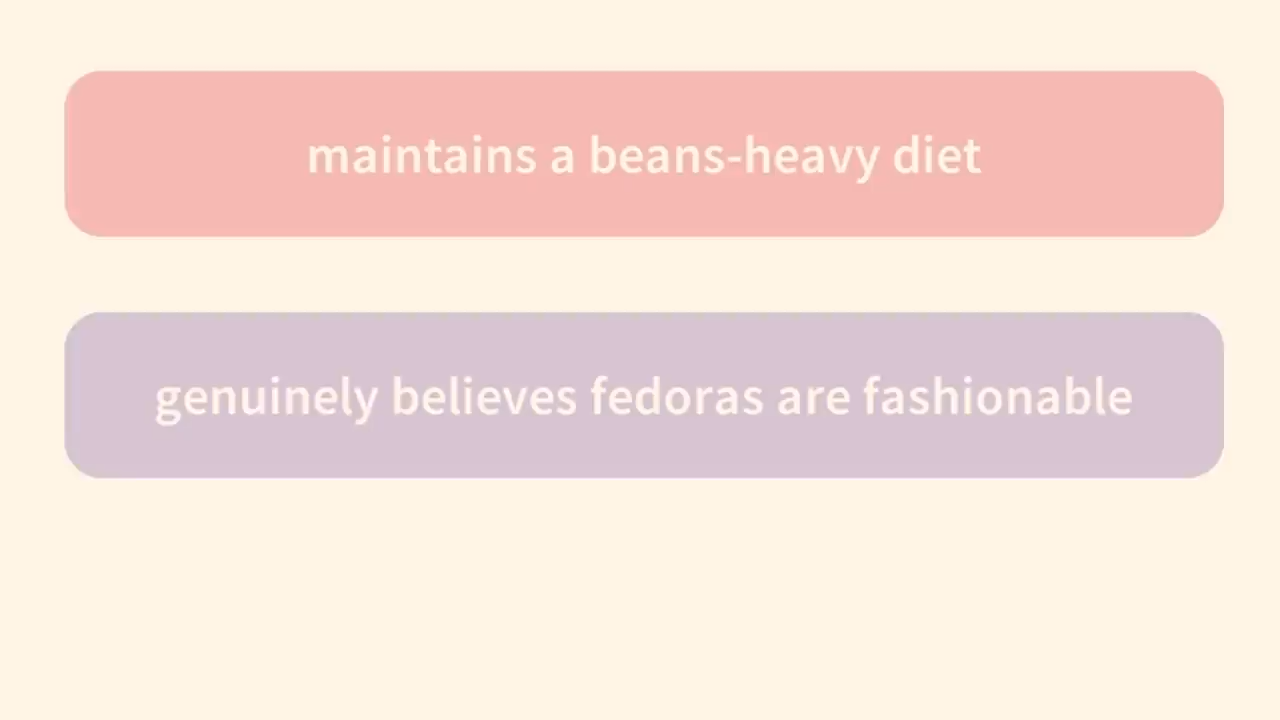 maintains a beans-heavy diet
genuinely believes fedoras are fashionable